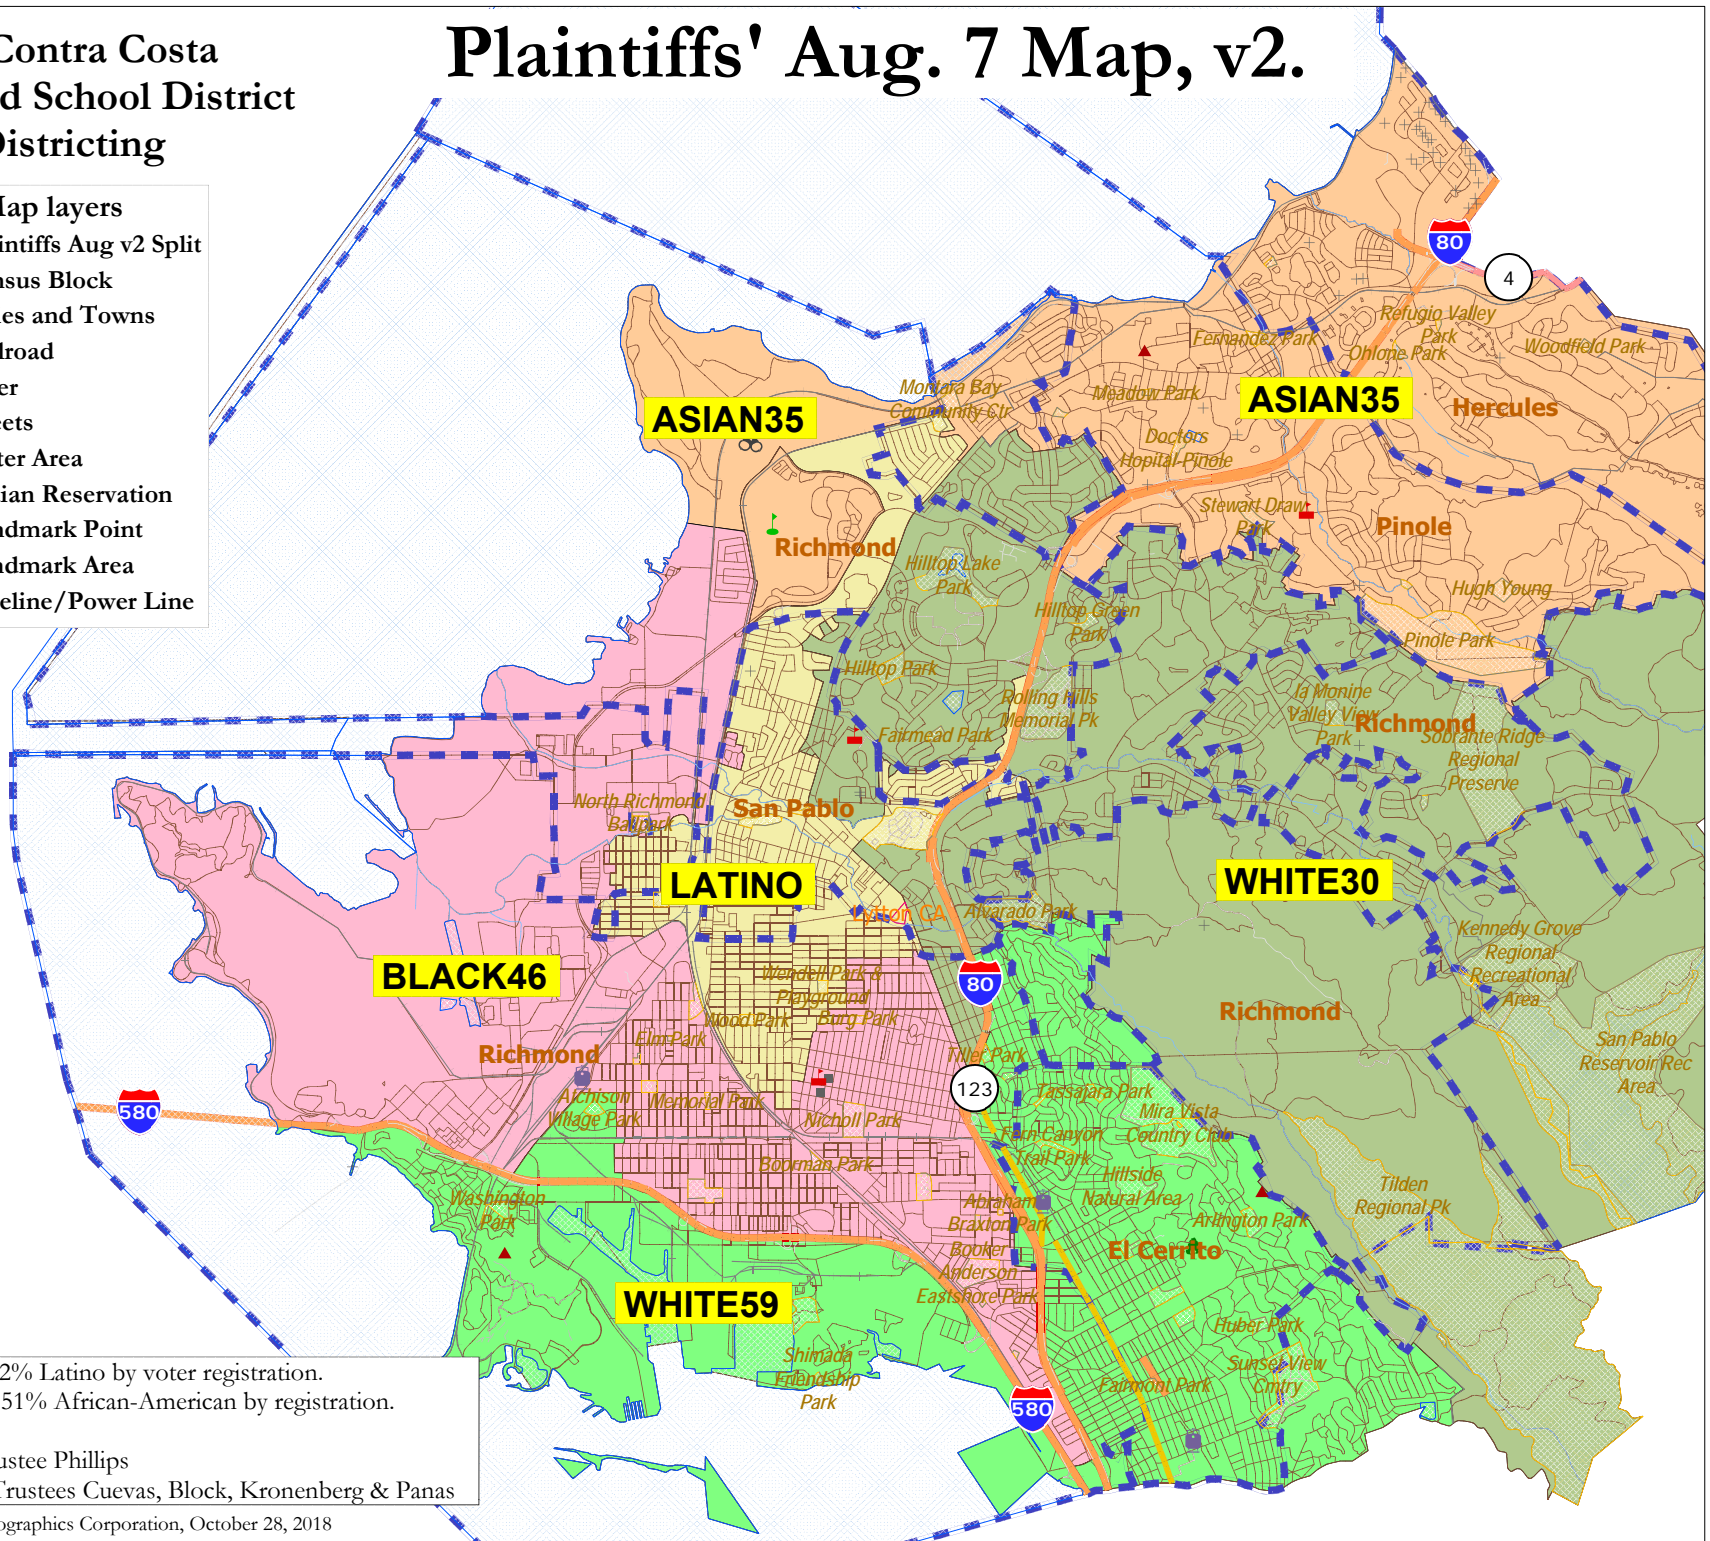 Plaintiffs' Aug. 7 Map, v2.
Contra Costa
d School District
Districting
Map layers
intiffs Aug v2 Split
nsus Block
ies and Towns
lroad
er
eets
ter Area
ian Reservation
ndmark Point
ndmark Area
eline/Power Line
80
4
Refugio Valley
Park
Fernandez Park
Ohlone Park
Woodfield Park
Montara Bay
Community Ctr
Meadow Park
ASIAN35
ASIAN35
Hercules
Doctors
Hopital-Pinole
Stewart Draw
Park
Pinole
Richmond
Hilltop Lake
Park
Hugh Young
Hilltop Green
Park
Pinole Park
Hilltop Park
Rolling Hills
Memorial Pk
la Monine
Valley View
Park
Richmond
Sobrante Ridge
Regional
Preserve
Fairmead Park
North Richmond
Ballpark
San Pablo
LATINO
WHITE30
Lytton CA
Alvarado Park
Kennedy Grove
Regional
Recreational
Area
BLACK46
Wendell Park &
Playground
80
Wood Park
Burg Park
Richmond
Elm Park
San Pablo
Reservoir Rec
Area
Richmond
Tiller Park
123
580
Atchison
Village Park
Memorial Park
Nicholl Park
Tassajara Park
Mira Vista
Country Club
Fern Canyon
Trail Park
Boorman Park
Hillside
Natural Area
Washington
Park
Abraham
Braxton Park
Arlington Park
Tilden
Regional Pk
El Cerrito
Booker
Anderson
Eastshore Park
WHITE59
Huber Park
Shimada
Friendship
Park
Sunset View
Cmtry
Fairmont Park
580
2% Latino by voter registration.
51% African-American by registration.
ustee Phillips
Trustees Cuevas, Block, Kronenberg & Panas
ographics Corporation, October 28, 2018